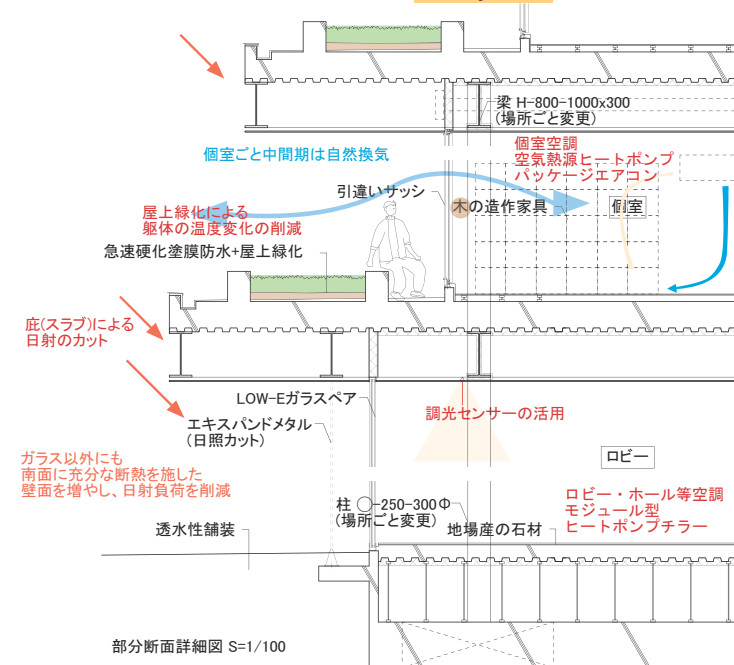 梁 H-800-1000x300
(場所ごと変更)
個室ごと中間期は自然換気
個室空調
空気熱源ヒートポンプ
パッケージエアコン
引違いサッシ
木の造作家具
個室
屋上緑化による
躯体の温度変化の削減
急速硬化塗膜防水+屋上緑化
庇(スラブ)による
日射のカット
LOW-Eガラスペア
エキスパンドメタル
(日照カット)
調光センサーの活用
ガラス以外にも
南面に充分な断熱を施した
壁面を増やし、日射負荷を削減
ロビー
柱 ◯-250-300Φ
(場所ごと変更)
地場産の石材
ロビー・ホール等空調
モジュール型
ヒートポンプチラー
透水性舗装
部分断面詳細図 S=1/100